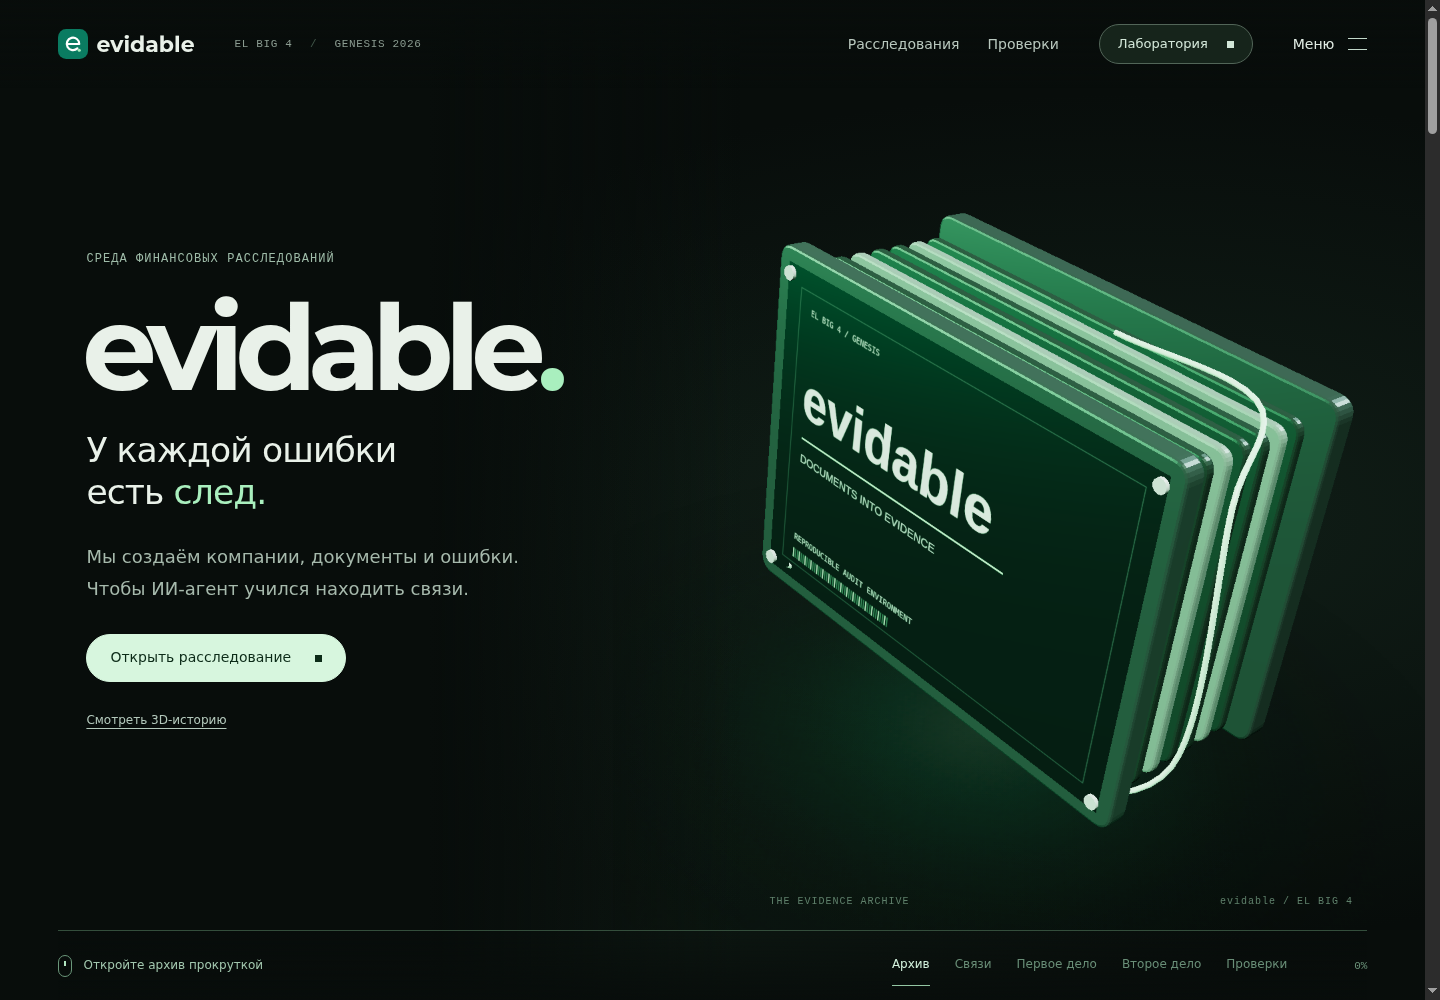 evidable
EL BIG 4 / GENESIS 2026
Расследования
Проверки
Лаборатория
Меню
СРЕДА ФИНАНСОВЫХ РАССЛЕДОВАНИЙ
evidable.
У каждой ошибки
есть след.
Мы создаём компании, документы и ошибки.
Чтобы ИИ-агент учился находить связи.
Открыть расследование
Смотреть 3D-историю
EL BIG 4 / GENESIS
evidable
DOCUMENTS INTO EVIDENCE
REPRODUCIBLE AUDIT ENVIRONMENT
THE EVIDENCE ARCHIVE
evidable / EL BIG 4
Откройте архив прокруткой
Архив
Связи
Первое дело
Второе дело
Проверки
0%